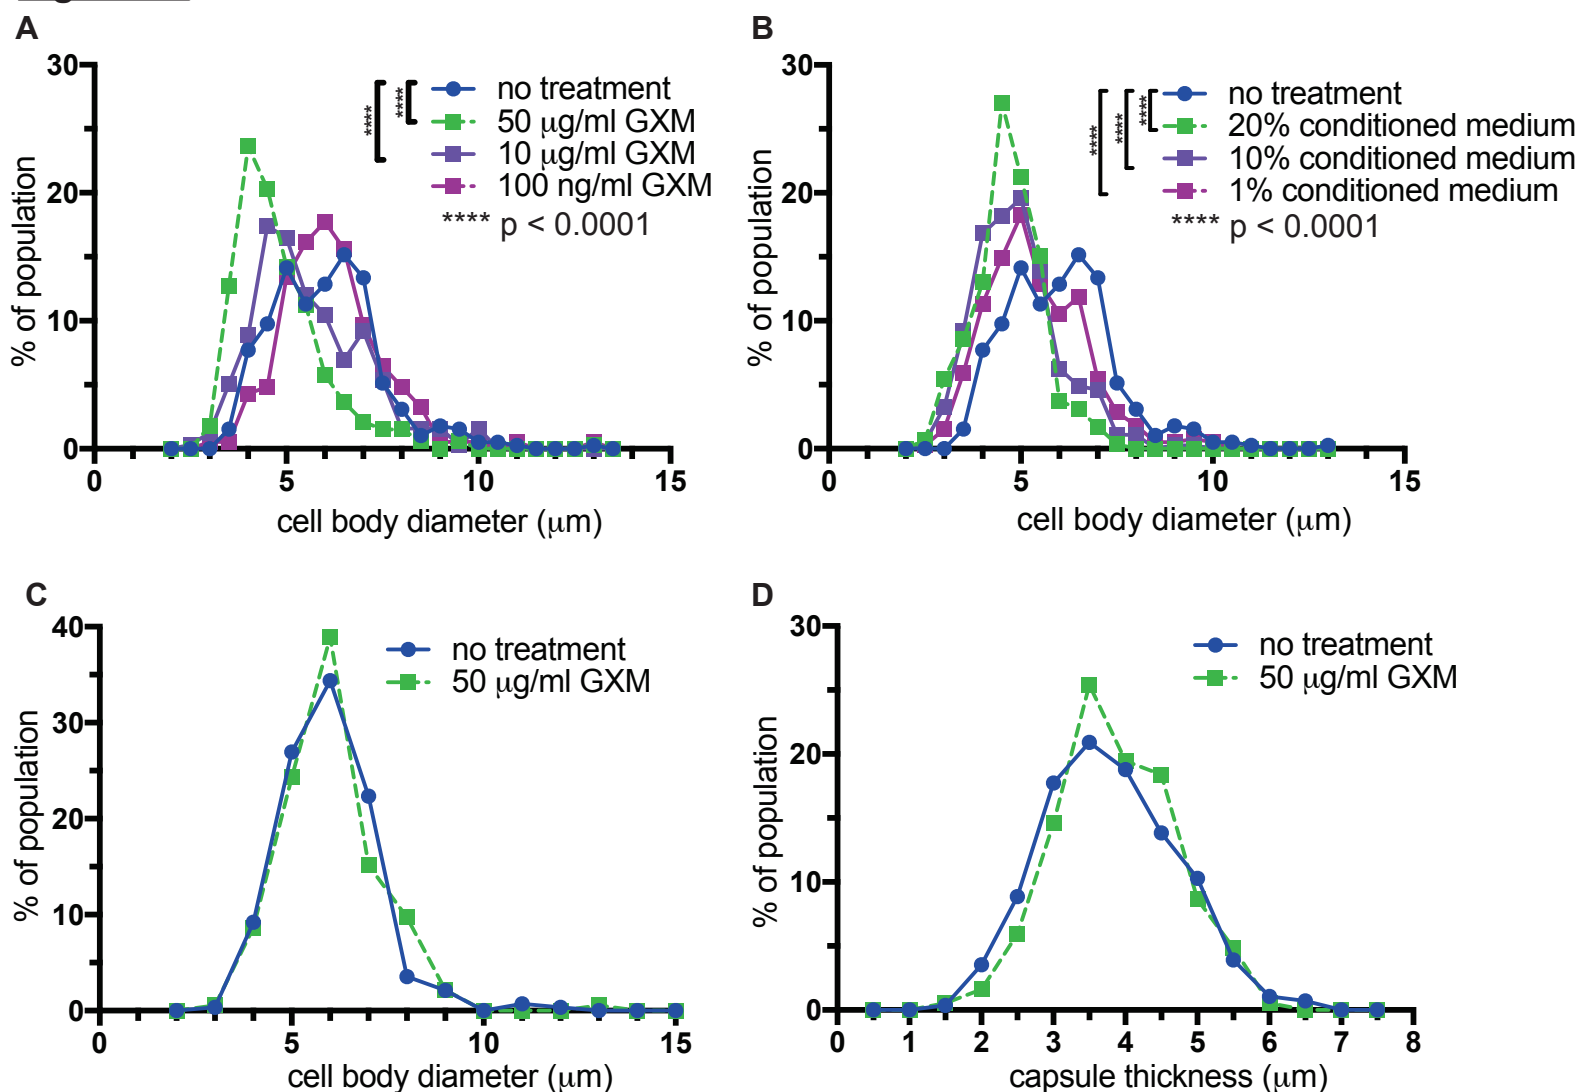 A
30
20
10
0
0
5
10
15
% of population
cell body diameter (μm)
no treatment
50 μg/ml GXM
10 μg/ml GXM
100 ng/ml GXM
**** p < 0.0001
****
****
B
30
20
10
0
0
5
10
15
% of population
cell body diameter (μm)
no treatment
20% conditioned medium
10% conditioned medium
1% conditioned medium
**** p < 0.0001
****
****
****
C
40
30
20
10
0
0
5
10
15
% of population
cell body diameter (μm)
no treatment
50 μg/ml GXM
D
30
20
10
0
0
1
2
3
4
5
6
7
8
% of population
capsule thickness (μm)
no treatment
50 μg/ml GXM